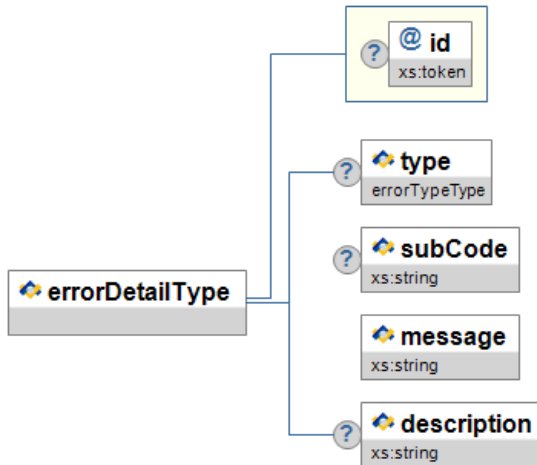 @ id
?
xs:token
type
?
errorTypeType
subCode
?
xs:string
errorDetailType
message
xs:string
description
?
xs:string